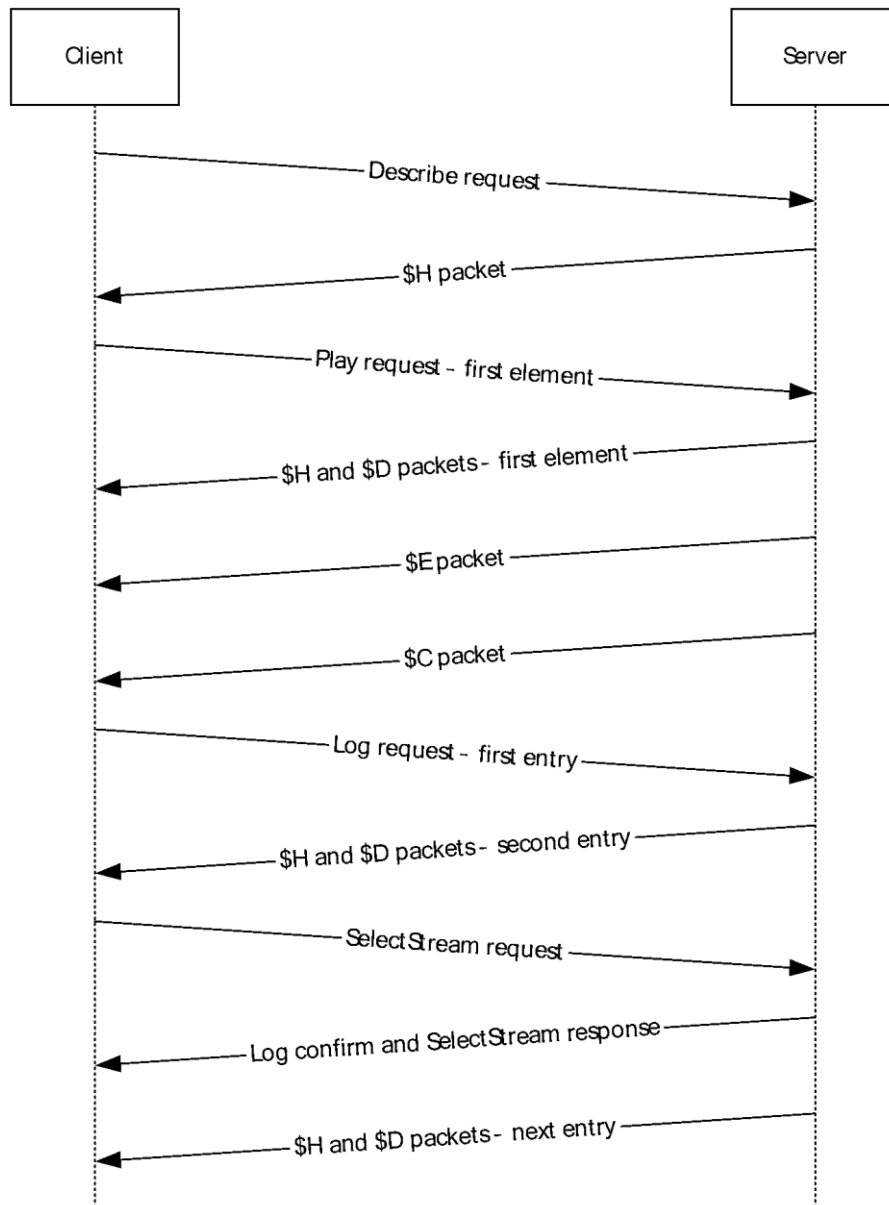 Client
Server
Describe request
$H packet
Play request - first element
$H and $D packets - first element
$E packet
$C packet
Log request - first entry
$H and $D packets - second entry
SelectStream request
Log confirm and SelectStream response
$H and $D packets - next entry